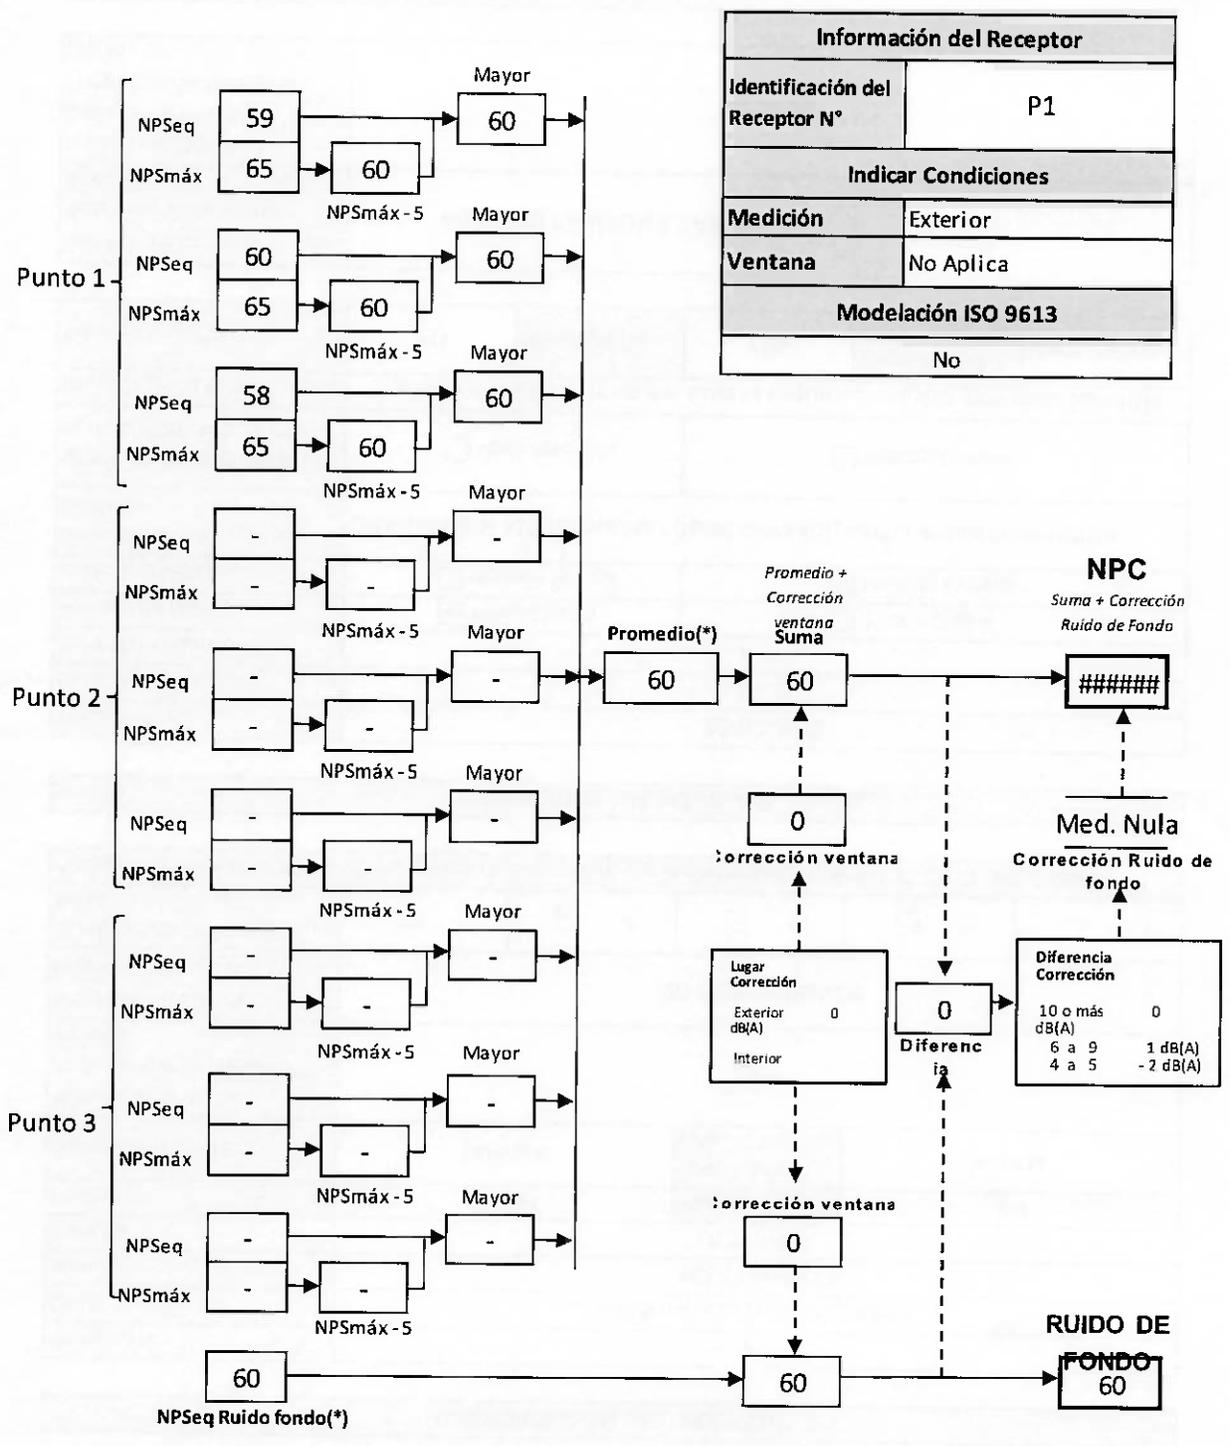 Información del Receptor
Identificación del Receptor N°
P1
Indicar Condiciones
Medición
Exterior
Ventana
No Aplica
Modelación ISO 9613
No
Punto 1
Mayor
NPSeq
59
60
NPSmáx
65
60
NPSmáx - 5
Mayor
NPSeq
60
60
NPSmáx
65
60
NPSmáx - 5
Mayor
NPSeq
58
60
NPSmáx
65
60
NPSmáx - 5
Punto 2
Mayor
NPSeq
-
-
NPSmáx
-
-
NPSmáx - 5
Mayor
NPSeq
-
-
NPSmáx
-
-
NPSmáx - 5
Mayor
NPSeq
-
-
NPSmáx
-
-
NPSmáx - 5
Punto 3
Mayor
NPSeq
-
-
NPSmáx
-
-
NPSmáx - 5
Mayor
NPSeq
-
-
NPSmáx
-
-
NPSmáx - 5
Mayor
NPSeq
-
-
NPSmáx
-
-
NPSmáx - 5
Promedio(*)
60
Promedio +
Corrección
ventana
Suma
60
NPC
Suma + Corrección
Ruido de Fondo
######
0
orrección ventana
Med. Nula
Corrección Ruido de
fondo
Lugar
Corrección
Exterior 0
dB(A)
Interior
0
Diferenc
ia
Diferencia
Corrección
10 o más 0
dB(A)
6 a 9 1 dB(A)
4 a 5 - 2 dB(A)
orrección ventana
0
60
NPSeq Ruido fondo(*)
60
RUIDO DE
FONDO
60